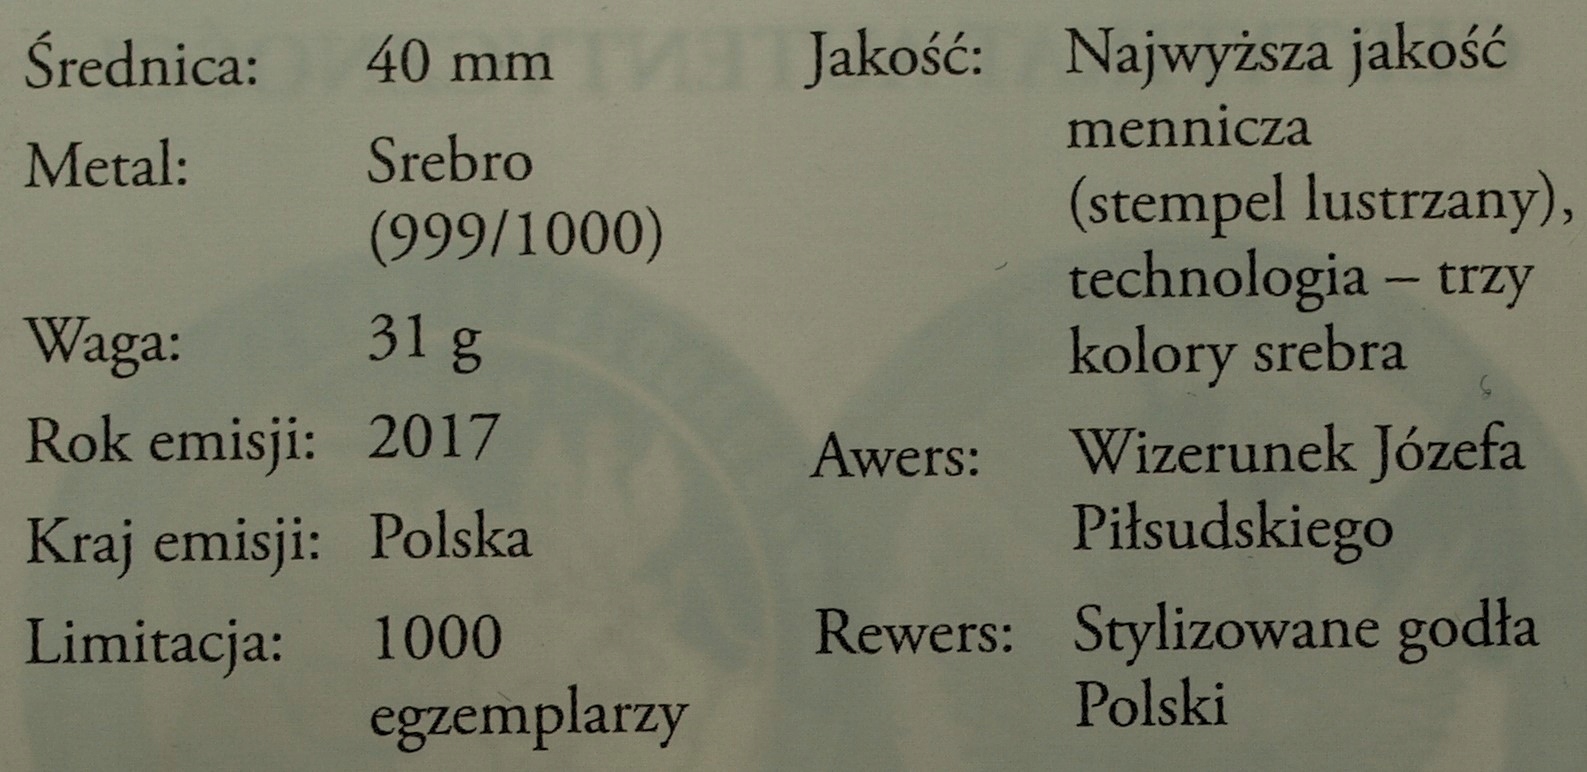 Średnica: 40 mm
Metal: Srebro
(999/1000)
Waga: 31 g
Rok emisji: 2017
Kraj emisji: Polska
Limitacja: 1000
egzemplarzy
Jakość: Najwyższa jakość
mennicza
(stempel lustrzany),
technologia – trzy
kolory srebra
Awers: Wizerunek Józefa
Piłsudskiego
Rewers: Stylizowane godła
Polski